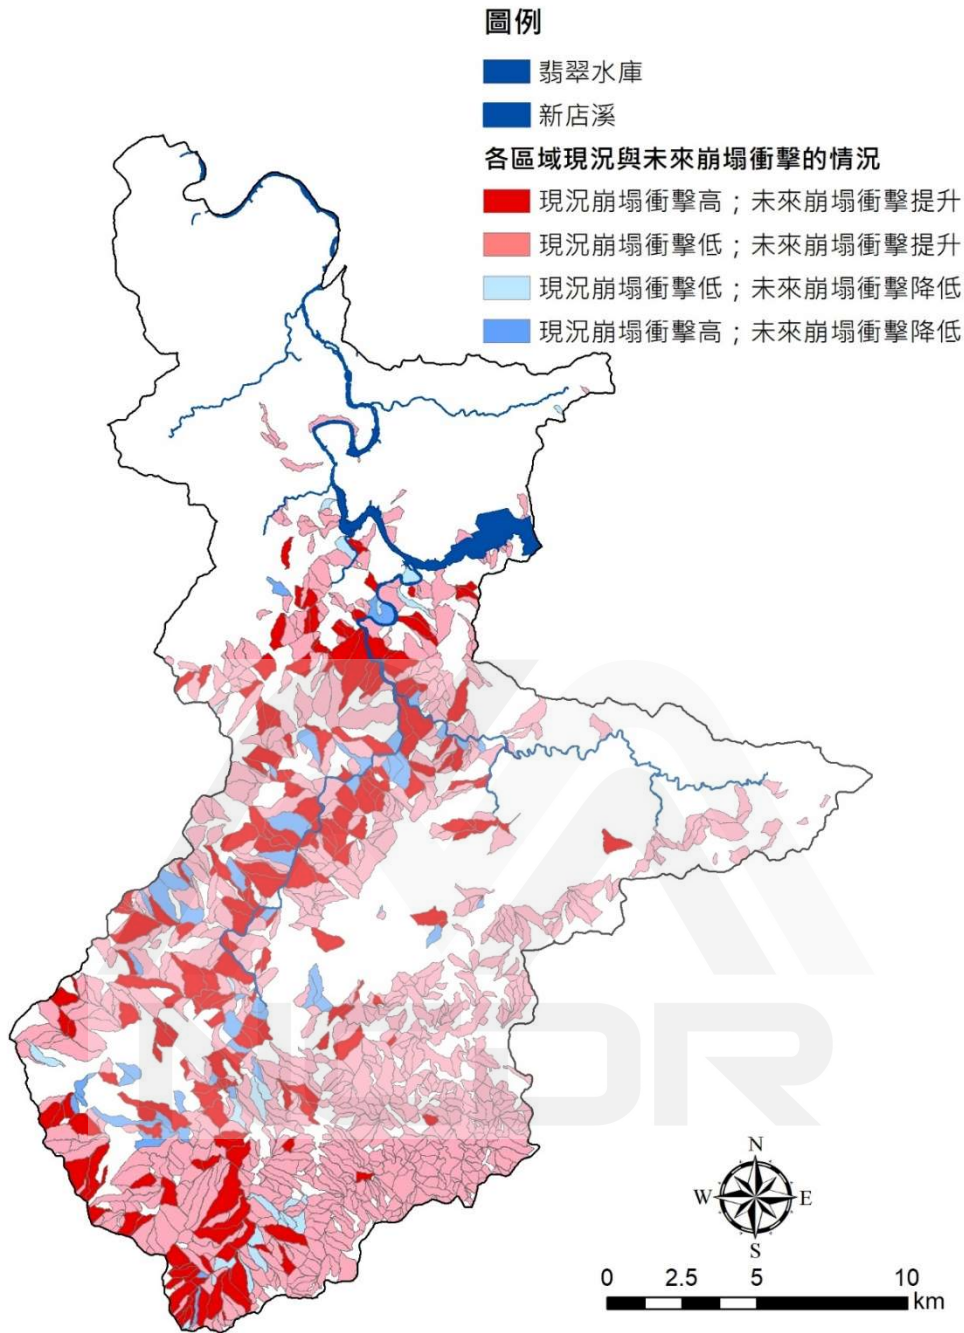 圖例
翡翠水庫
新店溪
各區域現況與未來崩塌衝擊的情況
現況崩塌衝擊高；未來崩塌衝擊提升
現況崩塌衝擊低；未來崩塌衝擊提升
現況崩塌衝擊低；未來崩塌衝擊降低
現況崩塌衝擊高；未來崩塌衝擊降低
N
W E
S
0 2.5 5 10
km